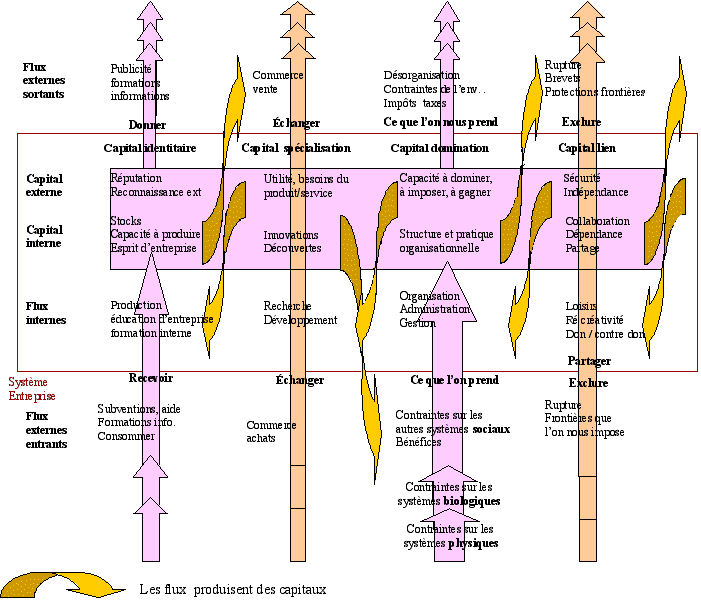 Flux
externes
sortants
Publicité
formations
informations
Commerce
vente
Désorganisation
Contraintes de l'env..
Impôts taxes
Rupture
Brevets
Protections frontières
Donner
Échanger
Ce que l'on nous prend
Exclure
Capital identitaire
Capital spécialisation
Capital domination
Capital lien
Capital
externe
Réputation
Reconnaissance ext
Utilité, besoins du
produit/service
Capacité à dominer,
à imposer, à gagner
Sécurité
Indépendance
Capital
interne
Stocks
Capacité à produire
Esprit d'entreprise
Innovations
Découvertes
Structure et pratique
organisationnelle
Collaboration
Dépendance
Partage
Flux
internes
Production
éducation d'entreprise
formation interne
Recherche
Développement
Organisation
Administration
Gestion
Loisirs
Récréativité
Don / contre don
Partager
Système
Entreprise
Recevoir
Échanger
Ce que l'on prend
Exclure
Flux
externes
entrants
Subventions, aide
Formations info.
Consommer
Commerce
achats
Contraintes sur les
autres systèmes sociaux
Bénéfices
Rupture
Frontières que
l'on nous impose
Contraintes sur les
systèmes biologiques
Contraintes sur les
systèmes physiques
Les flux produisent des capitaux